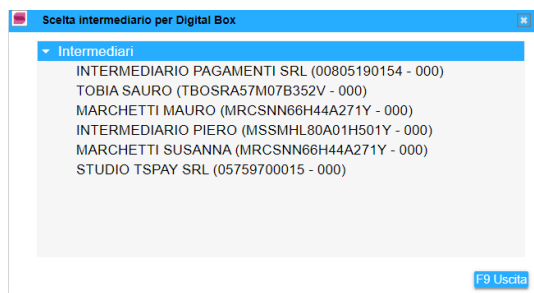 Scelta intermediario per Digital Box
Intermediari
INTERMEDIARIO PAGAMENTI SRL (00805190154 - 000)
TOBIA SAURO (TBOSRA57M07B352V - 000)
MARCHETTI MAURO (MRCSNN66H44A271Y - 000)
INTERMEDIARIO PIERO (MSSMHL80A01H501Y - 000)
MARCHETTI SUSANNA (MRCSNN66H44A271Y - 000)
STUDIO TSPAY SRL (05759700015 - 000)
F9 Uscita